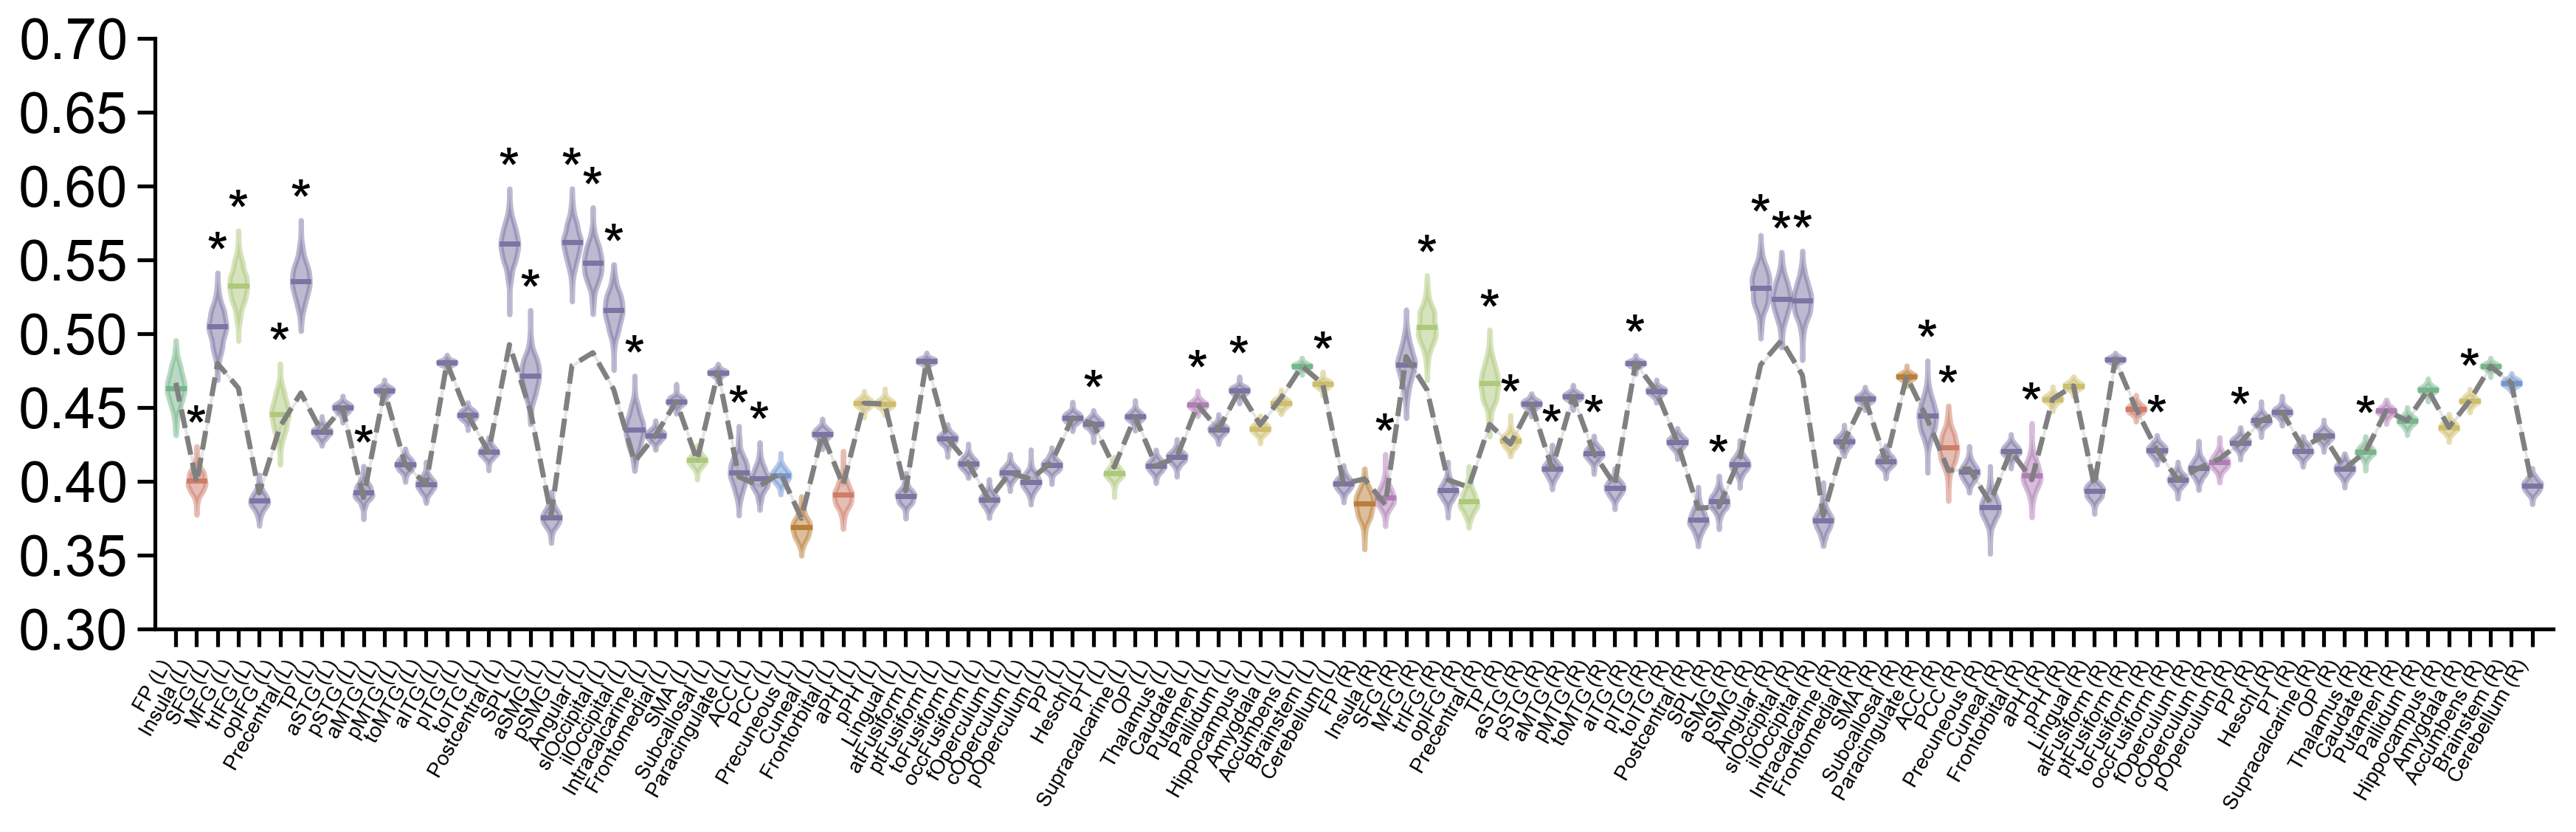 0.70
0.65
0.60
0.55
0.50
0.45
0.40
0.35
0.30
* * * * * * * * * * * * * * * * * * * * * * * * * * * * * * * * * * * * * *
FP (L)
Insula (L)
SFG (L)
MFG (L)
trIFG (L)
opIFG (L)
Precentral (L)
TP (L)
aSTG (L)
pSTG (L)
aMTG (L)
pMTG (L)
toMTG (L)
aITG (L)
pITG (L)
toITG (L)
Postcentral (L)
SPL (L)
aSMG (L)
pSMG (L)
Angular (L)
slOccipital (L)
ilOccipital (L)
Intracalcarine (L)
Frontomedial (L)
SMA (L)
Subcallosal (L)
Paracingulate (L)
ACC (L)
PCC (L)
Precuneous (L)
Cuneal (L)
Frontorbital (L)
aPH (L)
pPH (L)
Lingual (L)
atFusiform (L)
ptFusiform (L)
toFusiform (L)
occFusiform (L)
fOperculum (L)
cOperculum (L)
pOperculum (L)
PP (L)
Heschl (L)
PT (L)
Supracalcarine (L)
OP (L)
Thalamus (L)
Caudate (L)
Putamen (L)
Pallidum (L)
Hippocampus (L)
Amygdala (L)
Accumbens (L)
Brainstem (L)
Cerebellum (L)
FP (R)
Insula (R)
SFG (R)
MFG (R)
trIFG (R)
opIFG (R)
Precentral (R)
TP (R)
aSTG (R)
pSTG (R)
aMTG (R)
pMTG (R)
toMTG (R)
aITG (R)
pITG (R)
toITG (R)
Postcentral (R)
SPL (R)
aSMG (R)
pSMG (R)
Angular (R)
slOccipital (R)
ilOccipital (R)
Intracalcarine (R)
Frontomedial (R)
SMA (R)
Subcallosal (R)
Paracingulate (R)
ACC (R)
PCC (R)
Precuneous (R)
Cuneal (R)
Frontorbital (R)
aPH (R)
pPH (R)
Lingual (R)
atFusiform (R)
ptFusiform (R)
toFusiform (R)
occFusiform (R)
fOperculum (R)
cOperculum (R)
pOperculum (R)
PP (R)
Heschl (R)
PT (R)
Supracalcarine (R)
OP (R)
Thalamus (R)
Caudate (R)
Putamen (R)
Pallidum (R)
Hippocampus (R)
Amygdala (R)
Accumbens (R)
Brainstem (R)
Cerebellum (R)